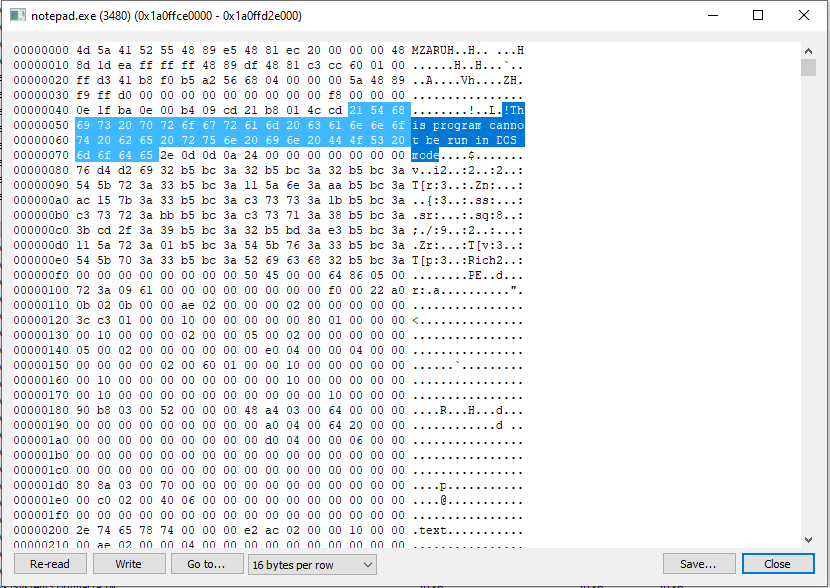 notepad.exe (3480) (0x1a0ffce0000 - 0x1a0ffd2e000)
00000000 4d 5a 41 52 55 48 89 e5 48 81 ec 20 00 00 00 48 MZARUH..H.. ...H
00000010 8d 1d ea ff ff ff 48 89 df 48 81 c3 cc 60 01 00 ......H..H...`..
00000020 ff d3 41 b8 f0 b5 a2 56 68 04 00 00 00 5a 48 89 ..A....Vh....ZH.
00000030 f9 ff d0 00 00 00 00 00 00 00 00 00 f8 00 00 00 ................
00000040 0e 1f ba 0e 00 b4 09 cd 21 b8 01 4c cd 21 54 68 ........!..L.!Th
00000050 69 73 20 70 72 6f 67 72 61 6d 20 63 61 6e 6e 6f is program canno
00000060 74 20 62 65 20 72 75 6e 20 69 6e 20 44 4f 53 20 t be run in DOS
00000070 6d 6f 64 65 2e 0d 0d 0a 24 00 00 00 00 00 00 00 mode....$.......
00000080 76 d4 d2 69 32 b5 bc 3a 32 b5 bc 3a 32 b5 bc 3a v..i2..:2..:2..:
00000090 54 5b 72 3a 33 b5 bc 3a 11 5a 6e 3a aa b5 bc 3a T[r:3..:.Zn:...:
000000a0 ac 15 7b 3a 33 b5 bc 3a c3 73 73 3a 1b b5 bc 3a ..{:3..:.ss:...:
000000b0 c3 73 72 3a bb b5 bc 3a c3 73 71 3a 38 b5 bc 3a .sr:...:.sq:8..:
000000c0 3b cd 2f 3a 39 b5 bc 3a 32 b5 bd 3a e3 b5 bc 3a ;./:9..:2..:...:
000000d0 11 5a 72 3a 01 b5 bc 3a 54 5b 76 3a 33 b5 bc 3a .Zr:...:T[v:3..:
000000e0 54 5b 70 3a 33 b5 bc 3a 52 69 63 68 32 b5 bc 3a T[p:3..:Rich2..:
000000f0 00 00 00 00 00 00 00 00 50 45 00 00 64 86 05 00 ........PE..d...
00000100 72 3a 09 61 00 00 00 00 00 00 00 00 f0 00 22 a0 r:.a..........".
00000110 0b 02 0b 00 00 ae 02 00 00 00 02 00 00 00 00 00 ................
00000120 3c c3 01 00 00 10 00 00 00 00 00 80 01 00 00 00 <...............
00000130 00 10 00 00 00 02 00 00 05 00 02 00 00 00 00 00 ................
00000140 05 00 02 00 00 00 00 00 00 e0 04 00 00 04 00 00 ................
00000150 00 00 00 00 02 00 60 01 00 00 10 00 00 00 00 00 ......`.........
00000160 00 10 00 00 00 00 00 00 00 00 10 00 00 00 00 00 ................
00000170 00 10 00 00 00 00 00 00 00 00 00 00 10 00 00 00 ................
00000180 90 b8 03 00 52 00 00 00 48 a4 03 00 64 00 00 00 ....R...H...d...
00000190 00 00 00 00 00 00 00 00 00 a0 04 00 64 20 00 00 ............d ..
000001a0 00 00 00 00 00 00 00 00 00 d0 04 00 00 06 00 00 ................
000001b0 00 00 00 00 00 00 00 00 00 00 00 00 00 00 00 00 ................
000001c0 00 00 00 00 00 00 00 00 00 00 00 00 00 00 00 00 ................
000001d0 80 8a 03 00 70 00 00 00 00 00 00 00 00 00 00 00 ....p...........
000001e0 00 c0 02 00 40 06 00 00 00 00 00 00 00 00 00 00 ....@...........
000001f0 00 00 00 00 00 00 00 00 00 00 00 00 00 00 00 00 ................
00000200 2e 74 65 78 74 00 00 00 e2 ac 02 00 00 10 00 00 .text...........
00000210 00 ae 02 00 00 04 00 00 00 00 00 00 00 00 00 00 ................
Re-read Write Go to... 16 bytes per row Save... Close